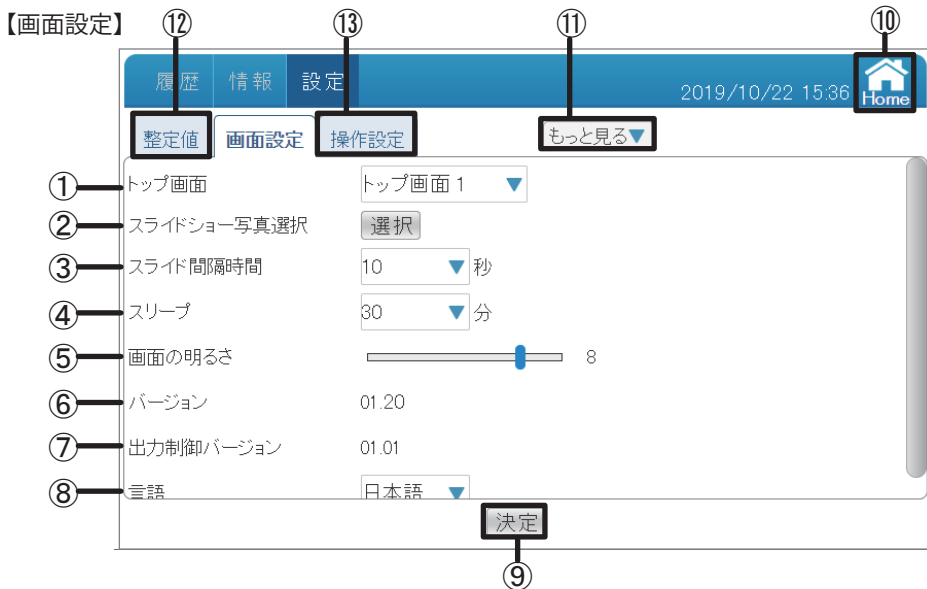 【画面設定】 ⑫ ⑬ ⑪ ⑩
履歴 情報 設定 2019/10/22 15:36 Home
整定値 画面設定 操作設定 もっと見る▼
① トップ画面 トップ画面 1 ▼
② スライドショー写真選択 選択
③ スライド間隔時間 10 ▼ 秒
④ スリープ 30 ▼ 分
⑤ 画面の明るさ 8
⑥ バージョン 01.20
⑦ 出力制御バージョン 01.01
⑧ 言語 日本語 ▼
決定
⑨